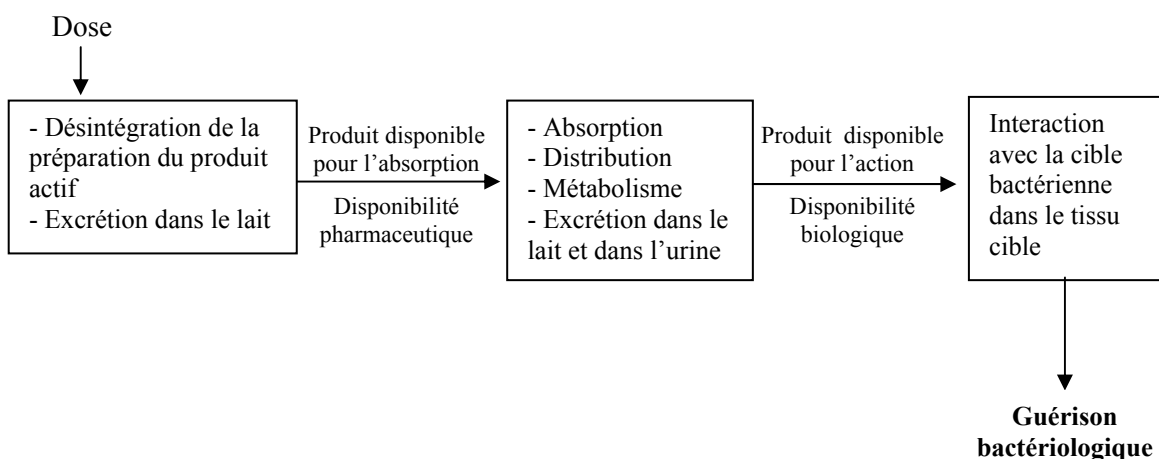 Dose
- Désintégration de la
préparation du produit
actif
- Excrétion dans le lait
Produit disponible
pour l’absorption
Disponibilité
pharmaceutique
- Absorption
- Distribution
- Métabolisme
- Excrétion dans le
lait et dans l’urine
Produit disponible
pour l’action
Disponibilité
biologique
Interaction
avec la cible
bactérienne
dans le tissu
cible
Guérison
bactériologique